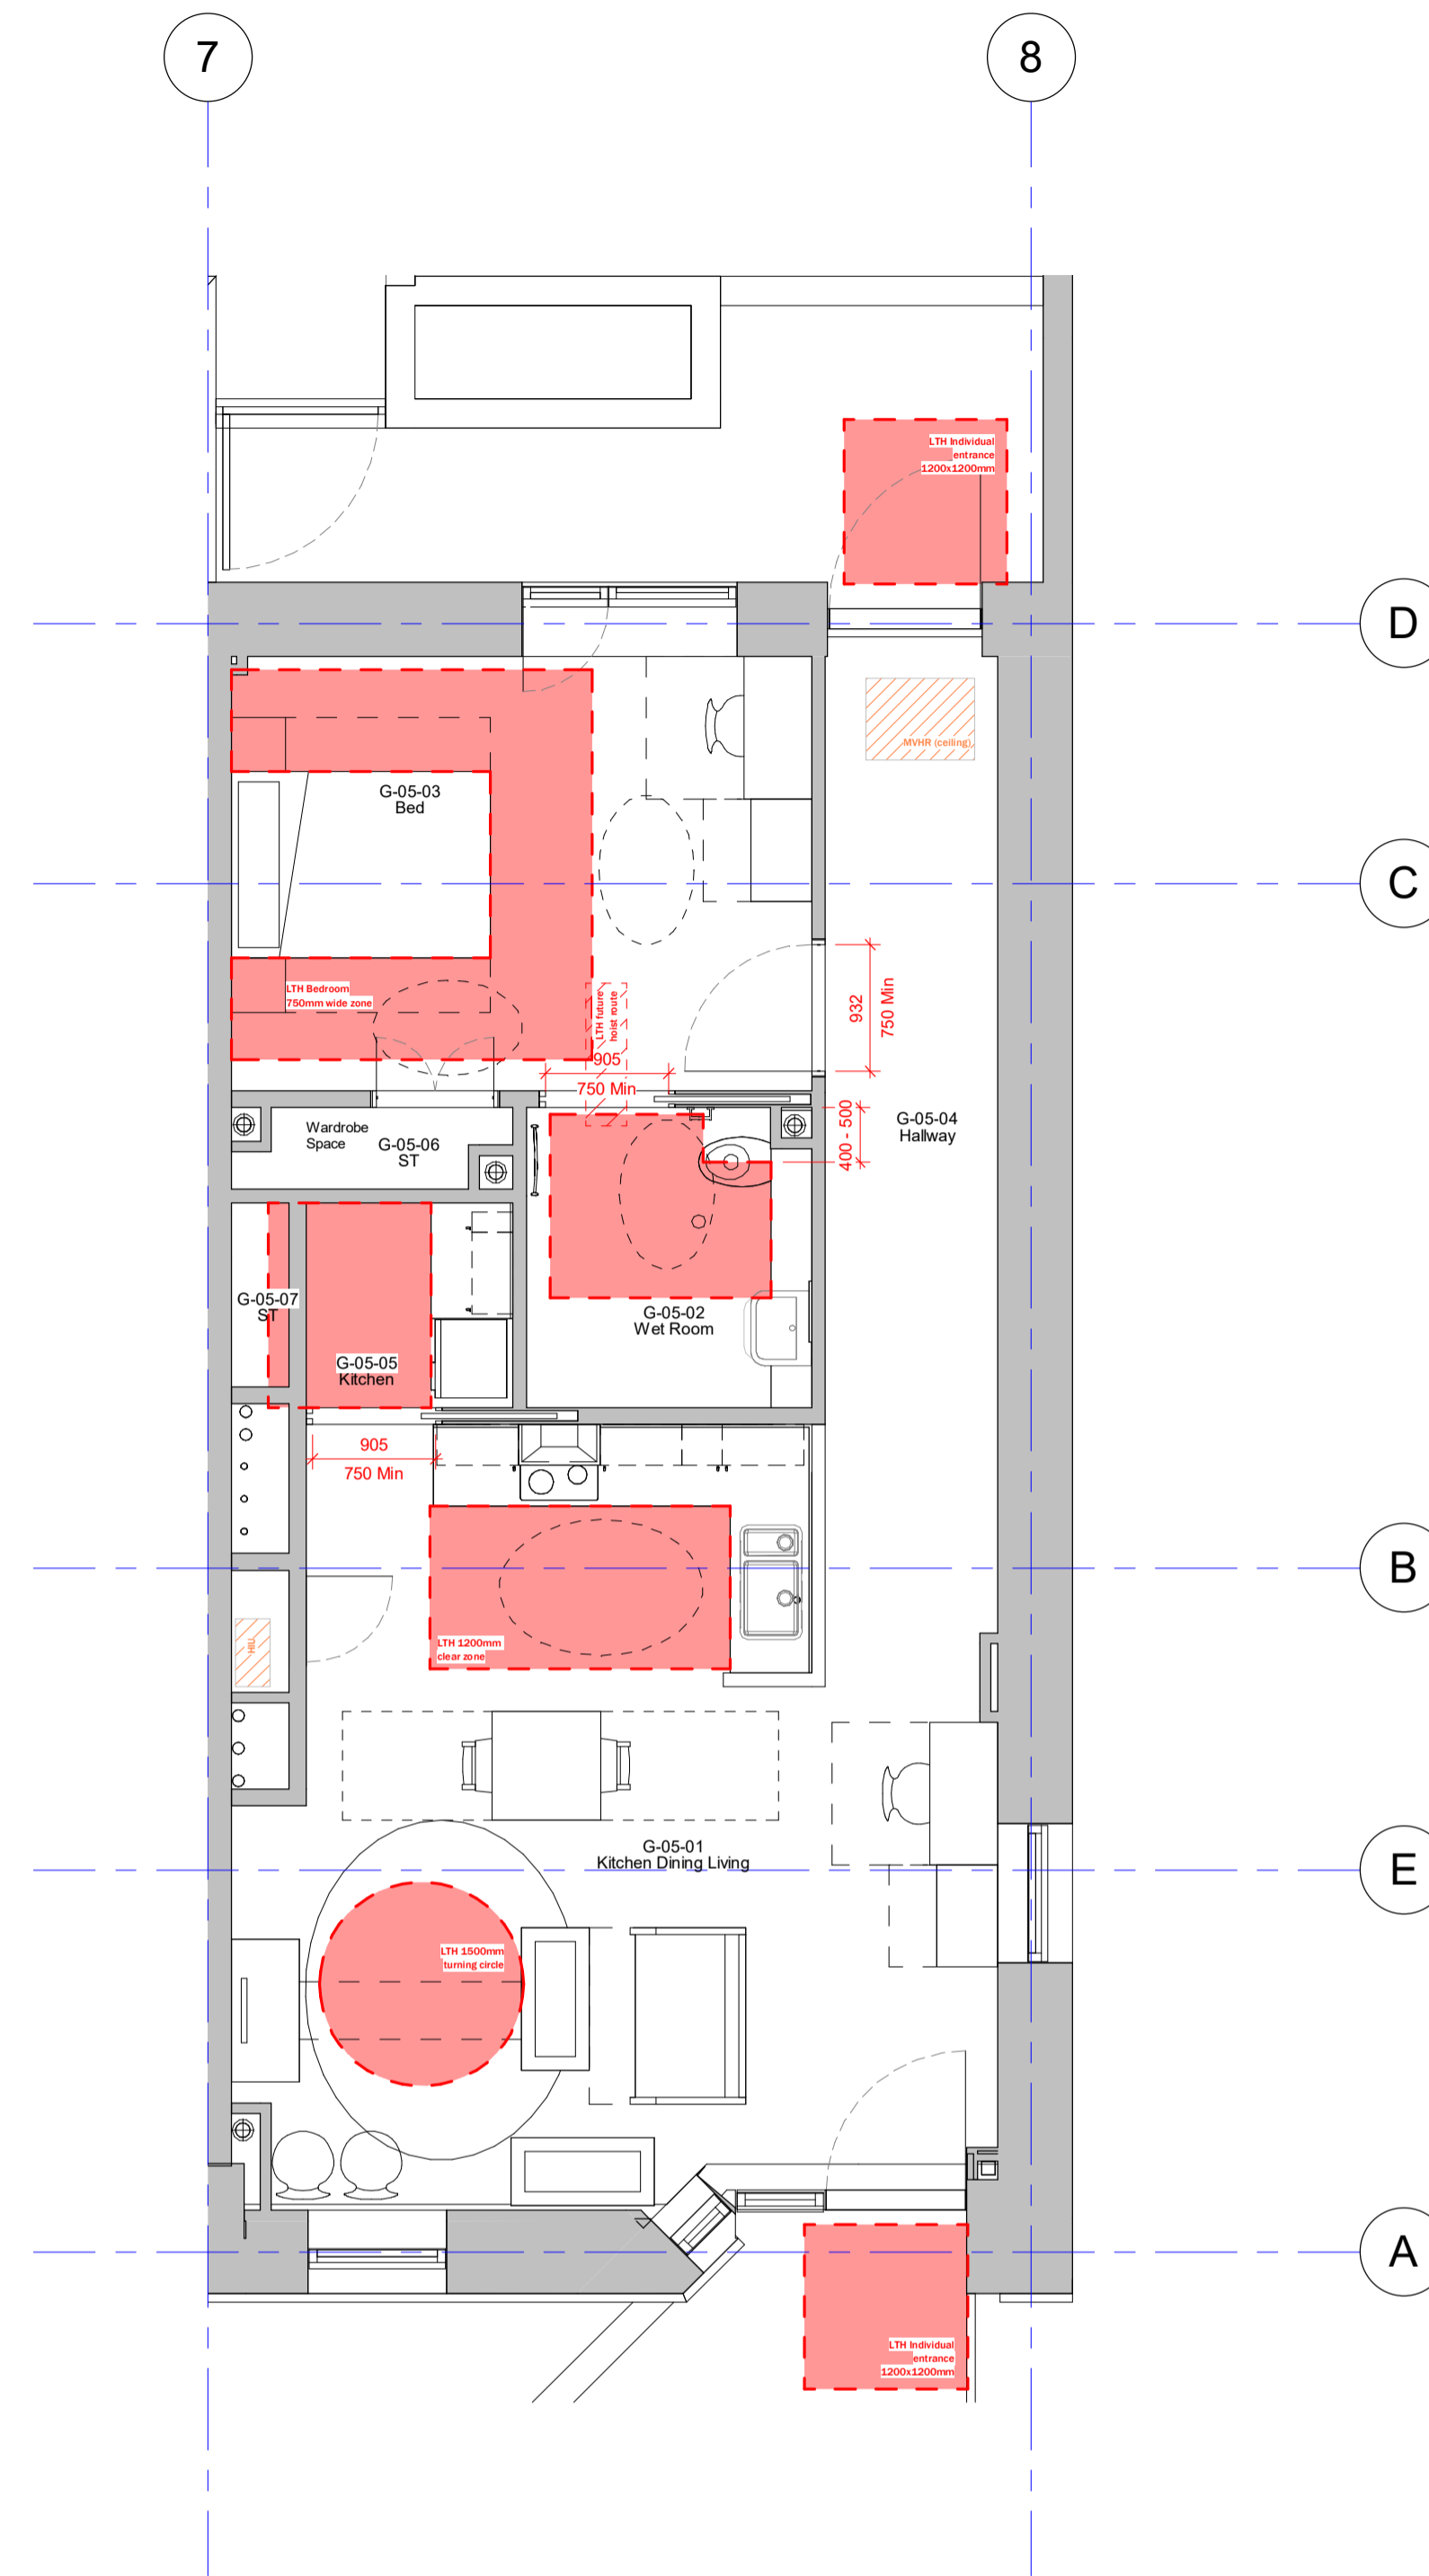 7
8
LTH Individual
entrance
1200x1200mm
D
MVHR (ceiling)
G-05-03
Bed
C
LTH Bedroom
750mm wide zone
LTH future
hoist route
932
750 Min
905
750 Min
400 - 500
G-05-04
Hallway
Wardrobe
Space
G-05-06
ST
G-05-07
ST
G-05-02
Wet Room
G-05-05
Kitchen
905
750 Min
B
LTH 1200mm
clear zone
HIU
G-05-01
Kitchen Dining Living
E
LTH 1500mm
turning circle
A
LTH Individual
entrance
1200x1200mm